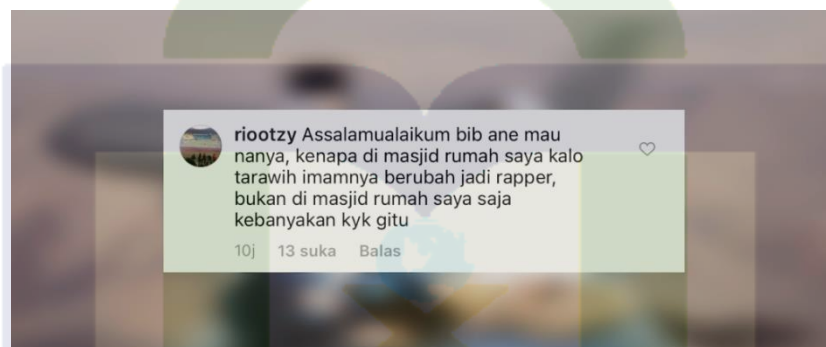 riootzy Assalamualaikum bib ane mau
nanya, kenapa di masjid rumah saya kalo
tarawih imamnya berubah jadi rapper,
bukan di masjid rumah saya saja
kebanyakan kyk gitu
10j 13 suka Balas